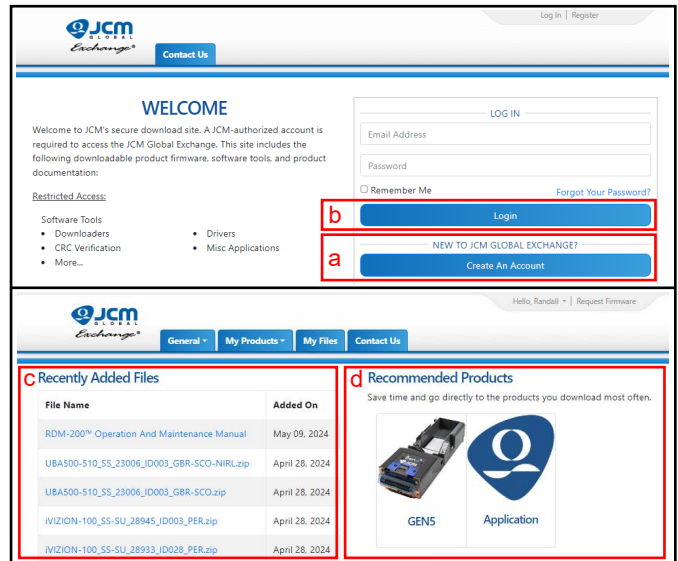 JCM
GLOBAL
Exchange®
Contact Us
Log In | Register
WELCOME
Welcome to JCM's secure download site. A JCM-authorized account is
required to access the JCM Global Exchange. This site includes the
following downloadable product firmware, software tools, and product
documentation:
Restricted Access:
Software Tools
• Downloaders
• CRC Verification
• More...
• Drivers
• Misc Applications
LOG IN
Email Address
Password
Remember Me
Forgot Your Password?
b
Login
a
NEW TO JCM GLOBAL EXCHANGE?
Create An Account
JCM
GLOBAL
Exchange®
General
My Products
My Files
Contact Us
Hello, Randall | Request Firmware
c
Recently Added Files
File Name Added On
RDM-200™ Operation And Maintenance Manual May 09, 2024
UBA500-510_SS_23006_ID003_GBR-SCO-NIRL.zip April 28, 2024
UBA500-510_SS_23006_ID003_GBR-SCO.zip April 28, 2024
iVIZION-100_SS-SU_28945_ID003_PER.zip April 28, 2024
iVIZION-100_SS-SU_28933_ID028_PER.zip April 28, 2024
d
Recommended Products
Save time and go directly to the products you download most often.
GEN5
Application